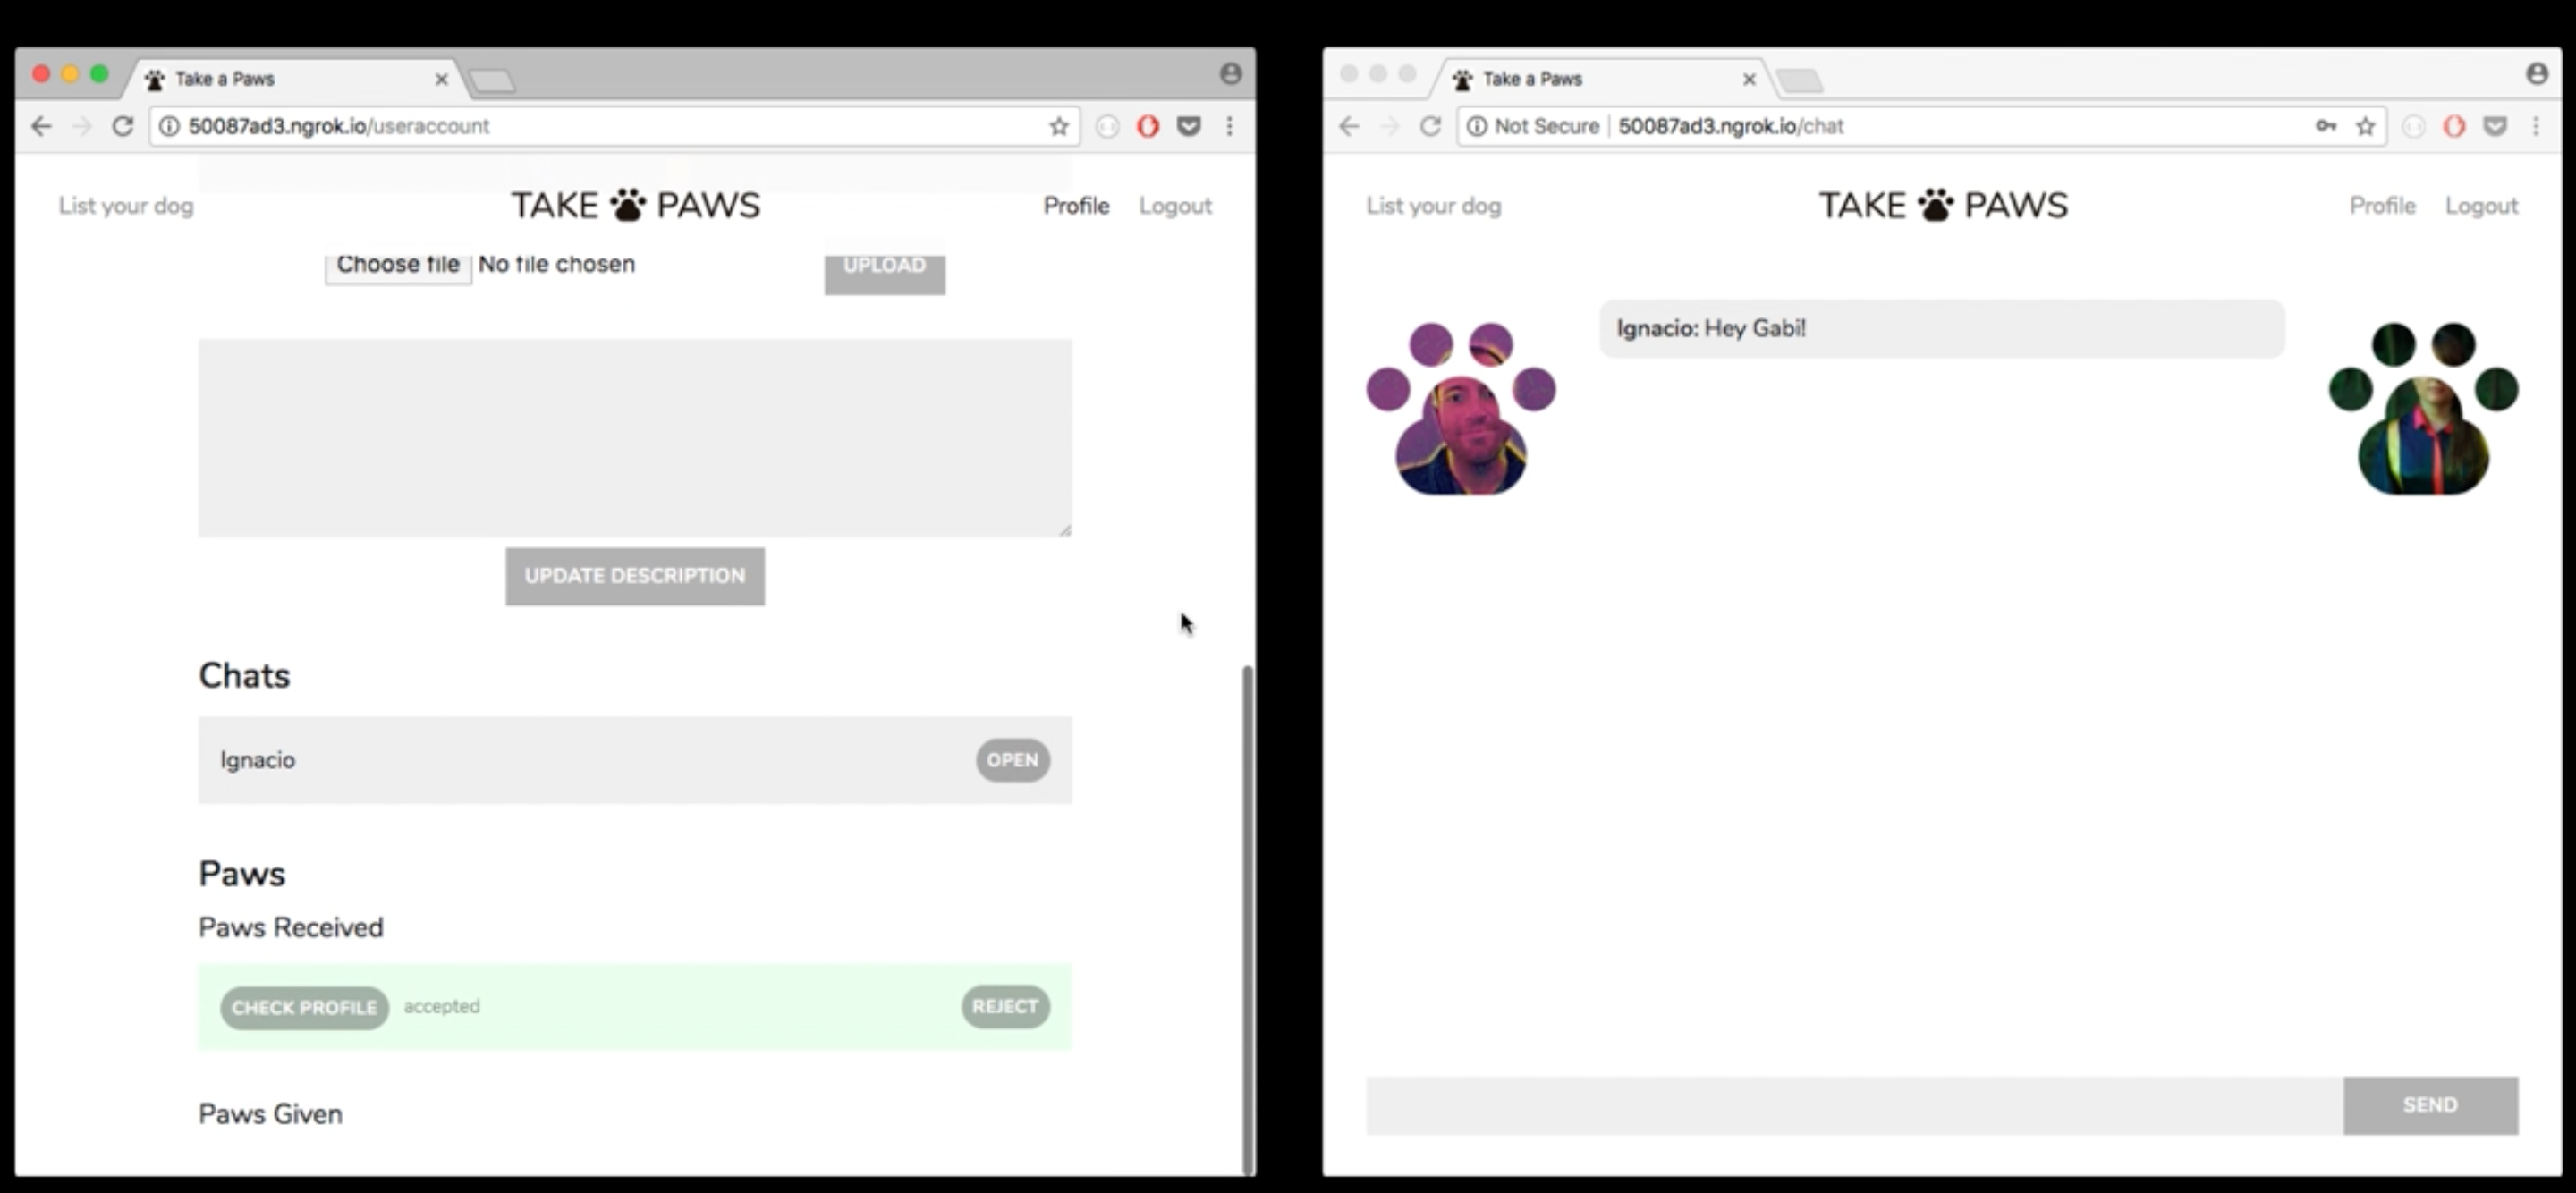 Take a Paws
50087ad3.ngrok.io/useraccount
List your dog
TAKE PAWS
Profile
Logout
Choose file No file chosen
UPLOAD
UPDATE DESCRIPTION
Chats
Ignacio
OPEN
Paws
Paws Received
CHECK PROFILE accepted
REJECT
Paws Given
Take a Paws
Not Secure 50087ad3.ngrok.io/chat
List your dog
TAKE PAWS
Profile
Logout
Ignacio: Hey Gabi!
SEND